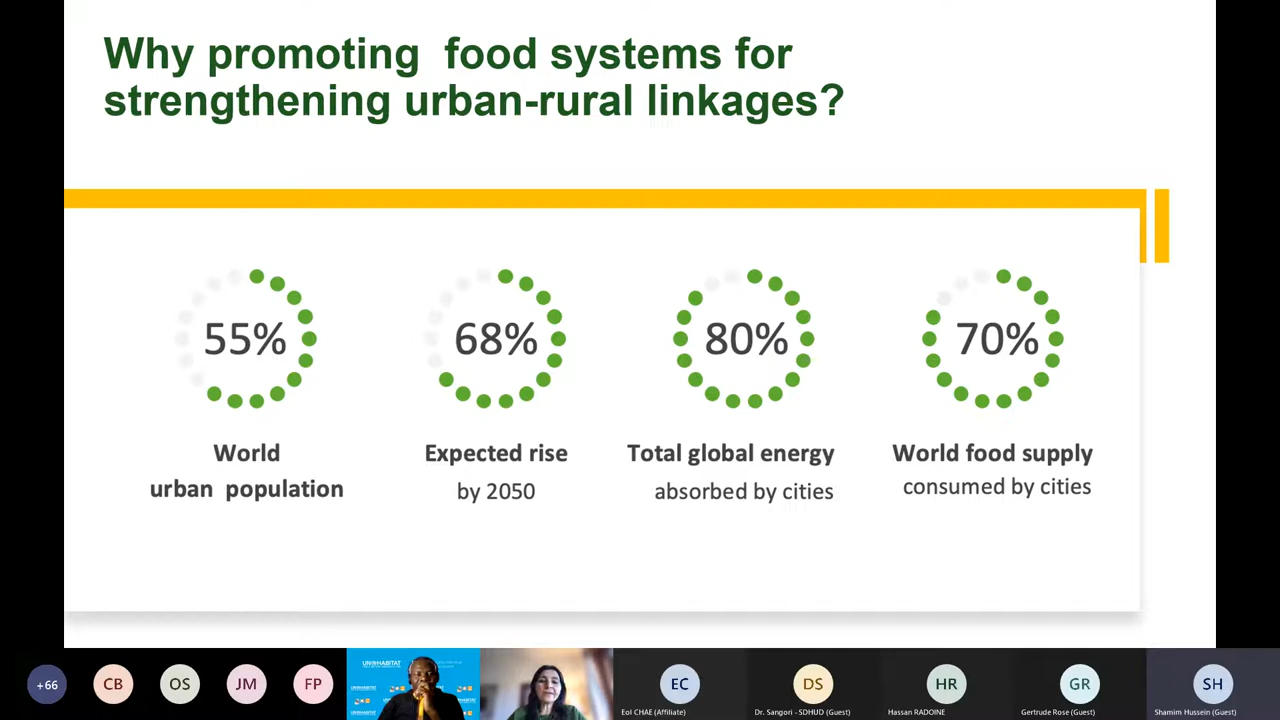 Why promoting food systems for
strengthening urban-rural linkages?
55%
68%
80%
70%
World
urban population
Expected rise
by 2050
Total global energy
absorbed by cities
World food supply
consumed by cities
+66
CB
OS
JM
FP
UN HABITAT
EC
DS
HR
GR
SH
Eol CHAE (Affiliate)
Dr. Sangori - SDHUD (Guest)
Hassan RADOINE
Gertrude Rose (Guest)
Shamim Hussein (Guest)